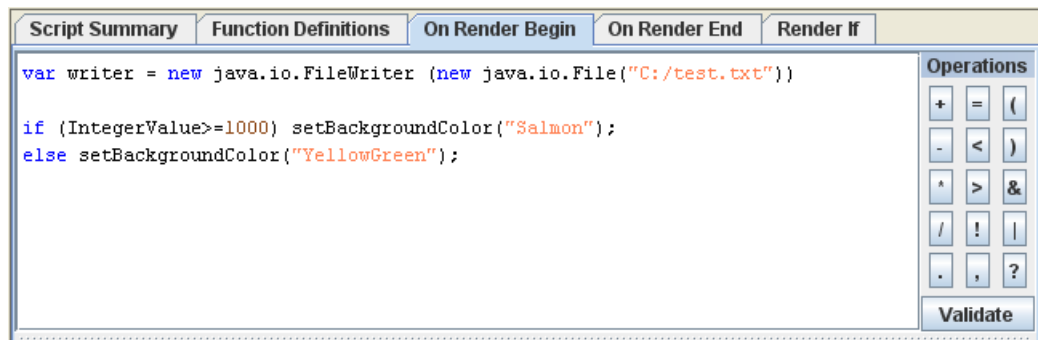 Script Summary Function Definitions On Render Begin On Render End Render If
var writer = new java.io.FileWriter (new java.io.File("C:/test.txt"))
if (IntegerValue>=1000) setBackgroundColor("Salmon");
else setBackgroundColor("YellowGreen");
Operations
+ = (
- < )
* > &
/ ! |
. , ?
Validate